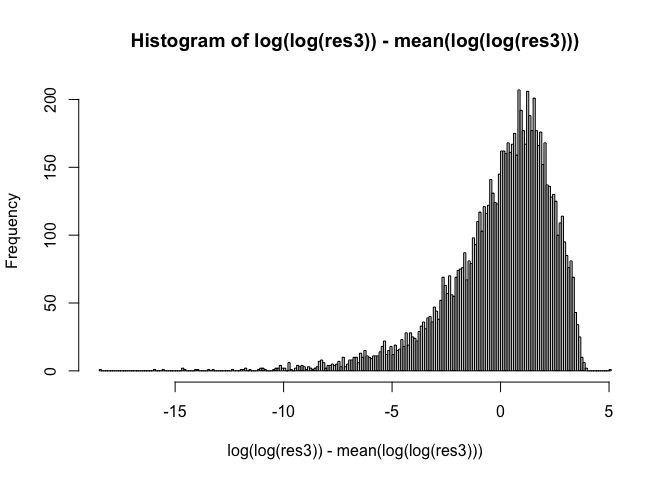 Histogram of log(log(res3)) - mean(log(log(res3)))
Frequency
200
150
100
50
0
-15 -10 -5 0 5
log(log(res3)) - mean(log(log(res3)))